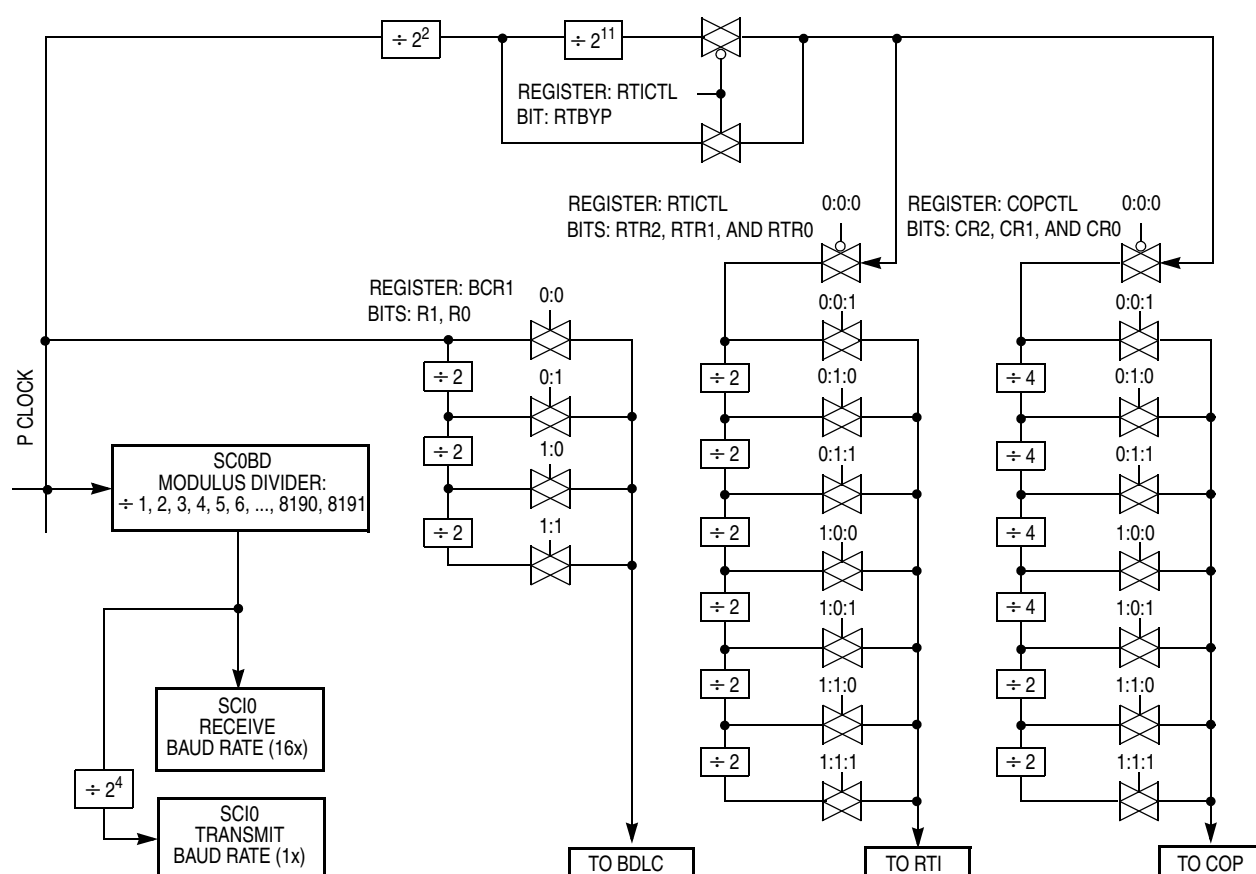 ÷ 2²
÷ 2¹¹
REGISTER: RTICTL
BIT: RTBYP
REGISTER: RTICTL
BITS: RTR2, RTR1, AND RTR0
0:0:0
REGISTER: COPCTL
BITS: CR2, CR1, AND CR0
0:0:0
REGISTER: BCR1
BITS: R1, R0
0:0
0:0:1
0:0:1
÷ 2
0:1
÷ 2
0:1:0
÷ 4
0:1:0
P CLOCK
SC0BD
MODULUS DIVIDER:
÷ 1, 2, 3, 4, 5, 6, ..., 8190, 8191
÷ 2
1:0
÷ 2
0:1:1
÷ 4
0:1:1
÷ 2
1:1
÷ 2
1:0:0
÷ 4
1:0:0
÷ 2
1:0:1
÷ 4
1:0:1
÷ 2
1:1:0
÷ 2
1:1:0
÷ 2
1:1:1
÷ 2
1:1:1
SCI0
RECEIVE
BAUD RATE (16x)
÷ 2⁴
SCI0
TRANSMIT
BAUD RATE (1x)
TO BDLC
TO RTI
TO COP